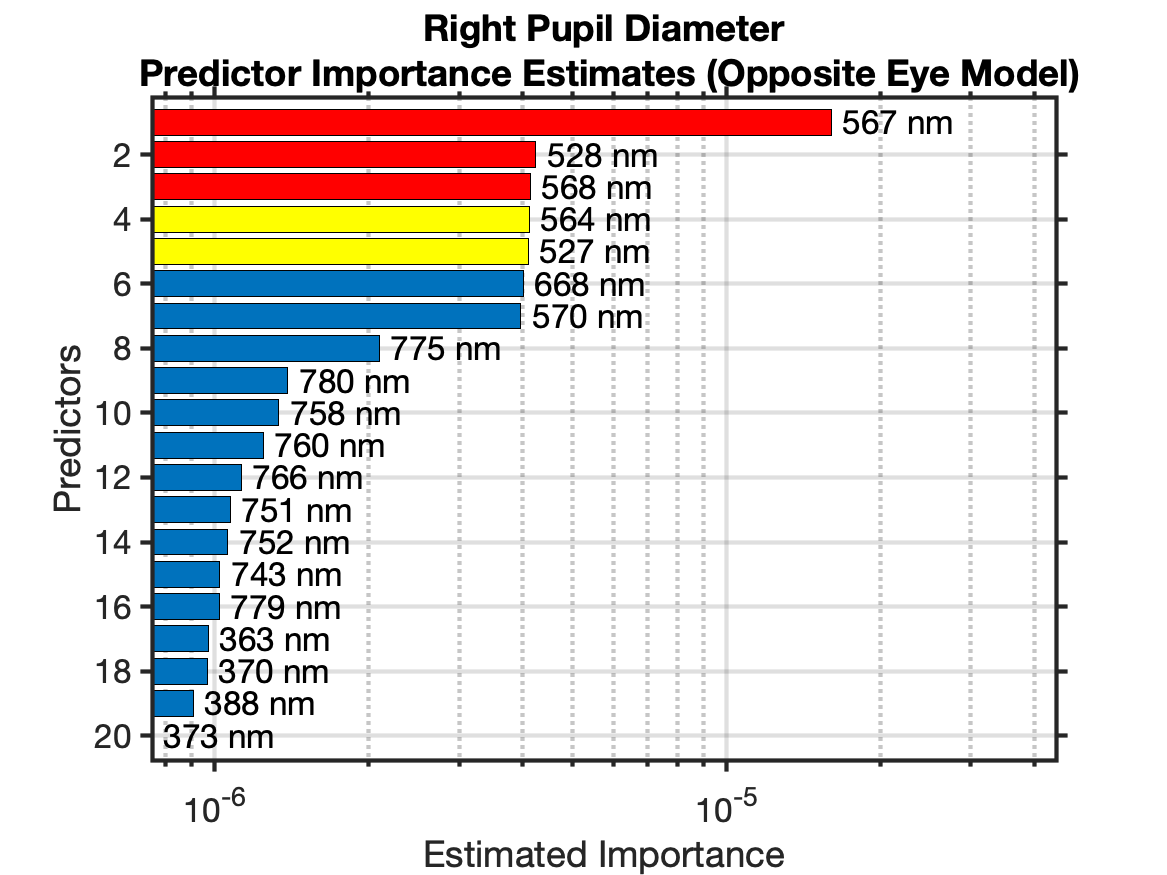 Right Pupil Diameter
Predictor Importance Estimates (Opposite Eye Model)
567 nm
2 528 nm
568 nm
4 564 nm
527 nm
6 668 nm
570 nm
8 775 nm
780 nm
10 758 nm
760 nm
12 766 nm
751 nm
14 752 nm
743 nm
16 779 nm
363 nm
18 370 nm
388 nm
20 373 nm
Predictors
10^-6 10^-5
Estimated Importance